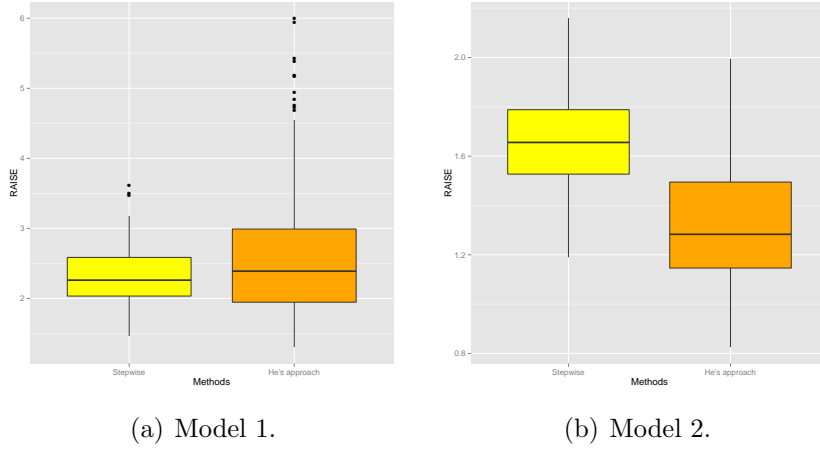 6
5
4
3
2
RAISE
Stepwise
He's approach
Methods
(a) Model 1.
2.0
1.6
1.2
0.8
RAISE
Stepwise
He's approach
Methods
(b) Model 2.